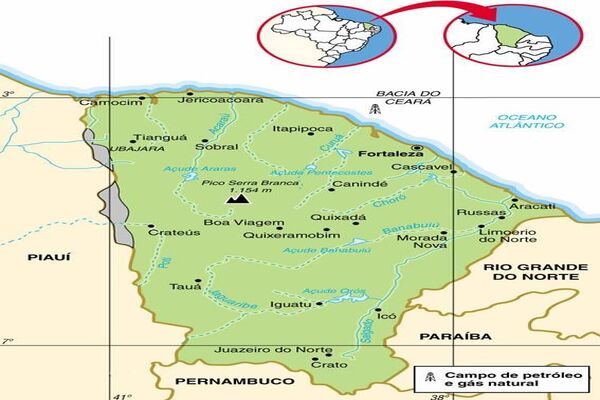 BACIA DO
CEARÁ
3°
Camocim
Jericoacoara
OCEANO
ATLÂNTICO
Acaraú
Itapipoca
Tianguá
UBAJARA
Sobral
Curuá
Fortaleza
Cascavel
Açude Araras
Açude Pentecostes
Pico Serra Branca
1.154 m
Canindé
Choró
Aracati
Russas
Boa Viagem
Quixadá
Banabuiú
Crateús
Quixeramobim
Morada
Nova
Limoeiro
do Norte
Açude Banabuiú
PIAUÍ
Poti
RIO GRANDE
DO NORTE
Tauá
Jaguaribe
Açude Orós
Iguatu
Icó
Salgado
PARAÍBA
7°
Juazeiro do Norte
Crato
PERNAMBUCO
Campo de petróleo
e gás natural
41°
38°